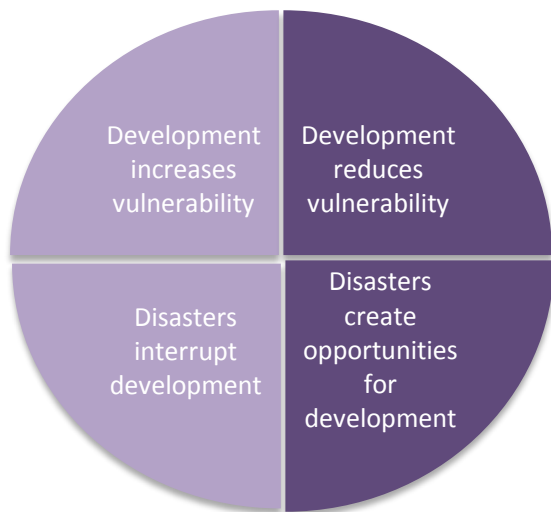 Development
increases
vulnerability
Development
reduces
vulnerability
Disasters
interrupt
development
Disasters
create
opportunities
for
development